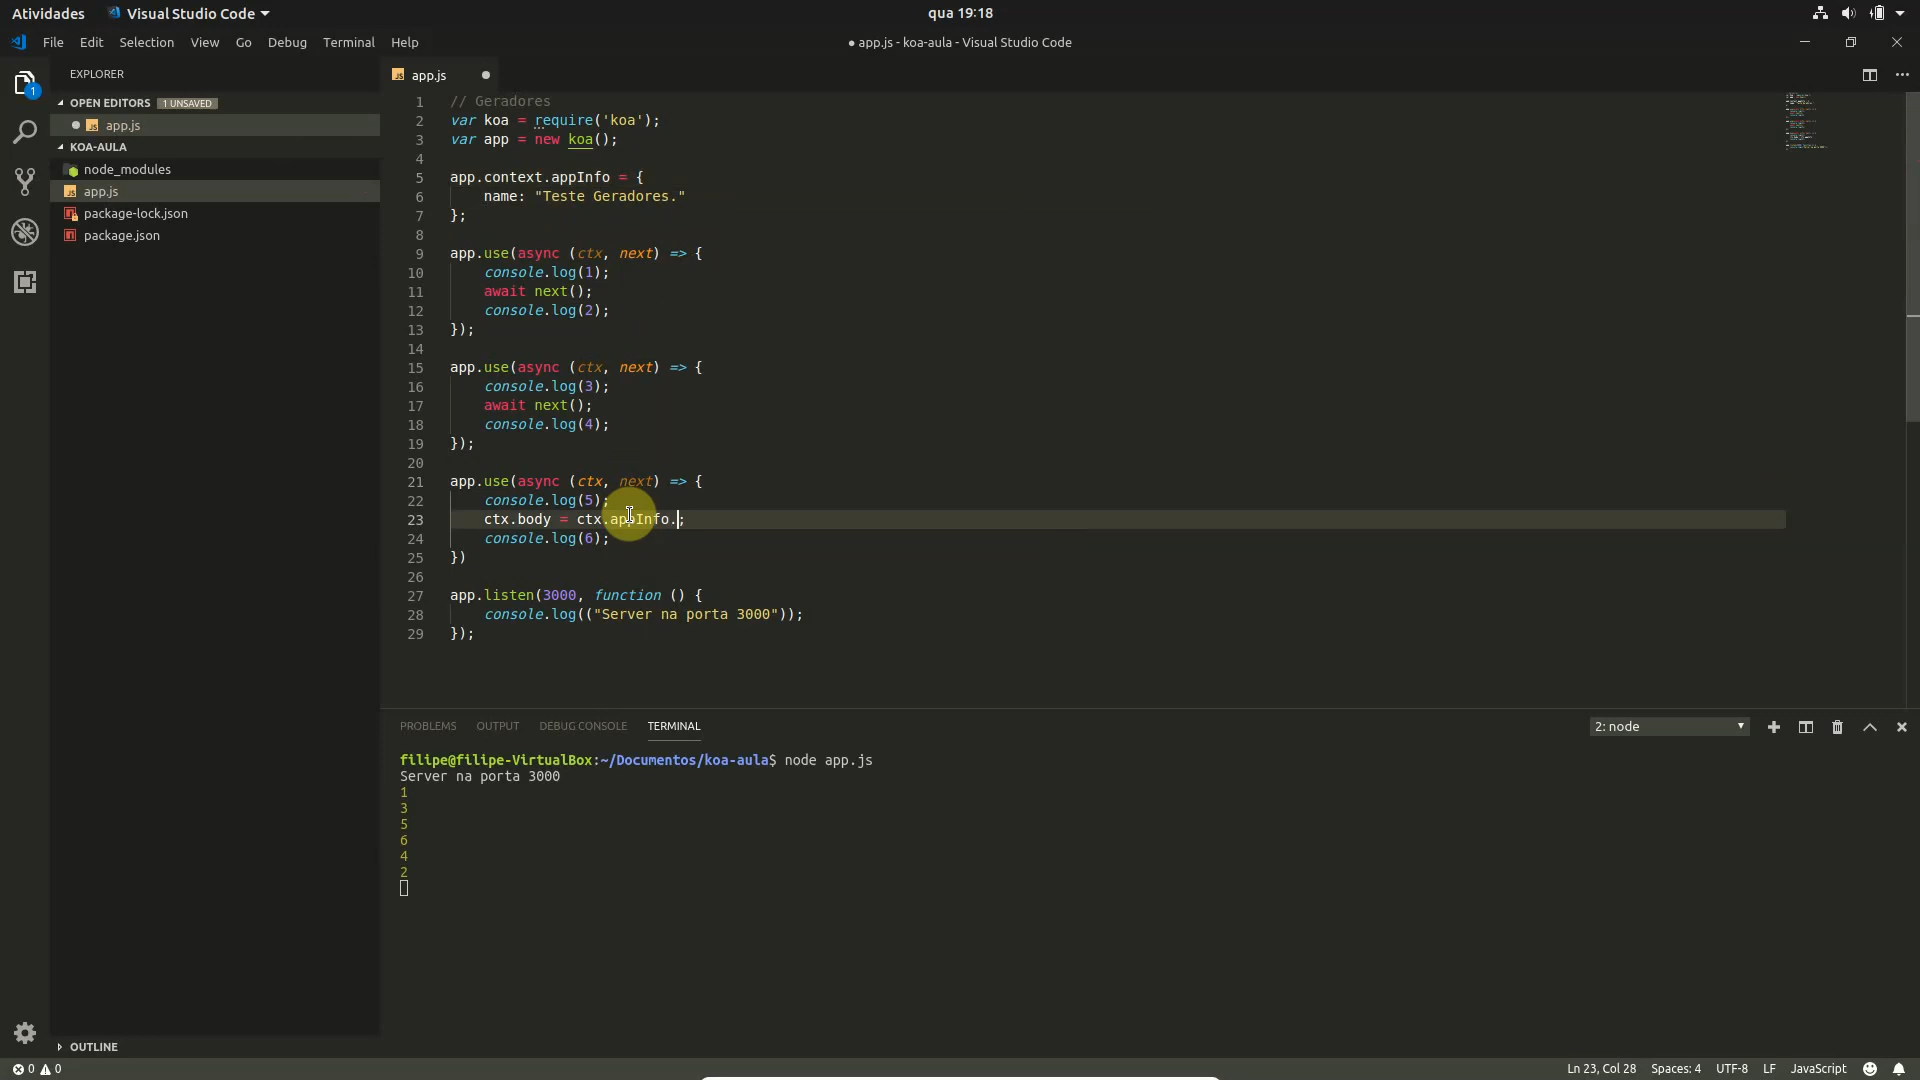 Atividades
Visual Studio Code
qua 19:18
File Edit Selection View Go Debug Terminal Help
● app.js - koa-aula - Visual Studio Code
EXPLORER
OPEN EDITORS 1 UNSAVED
JS app.js
KOA-AULA
node_modules
JS app.js
package-lock.json
package.json
OUTLINE
1
JS app.js
1 // Geradores
2 var koa = require('koa');
3 var app = new koa();
4
5 app.context.appInfo = {
6 name: "Teste Geradores."
7 };
8
9 app.use(async (ctx, next) => {
10 console.log(1);
11 await next();
12 console.log(2);
13 });
14
15 app.use(async (ctx, next) => {
16 console.log(3);
17 await next();
18 console.log(4);
19 });
20
21 app.use(async (ctx, next) => {
22 console.log(5);
23 ctx.body = ctx.appInfo.;
24 console.log(6);
25 })
26
27 app.listen(3000, function () {
28 console.log(("Server na porta 3000"));
29 });
PROBLEMS OUTPUT DEBUG CONSOLE TERMINAL
2: node
filipe@filipe-VirtualBox:~/Documentos/koa-aula$ node app.js
Server na porta 3000
1
3
5
6
4
2
0 0
Ln 23, Col 28 Spaces: 4 UTF-8 LF JavaScript